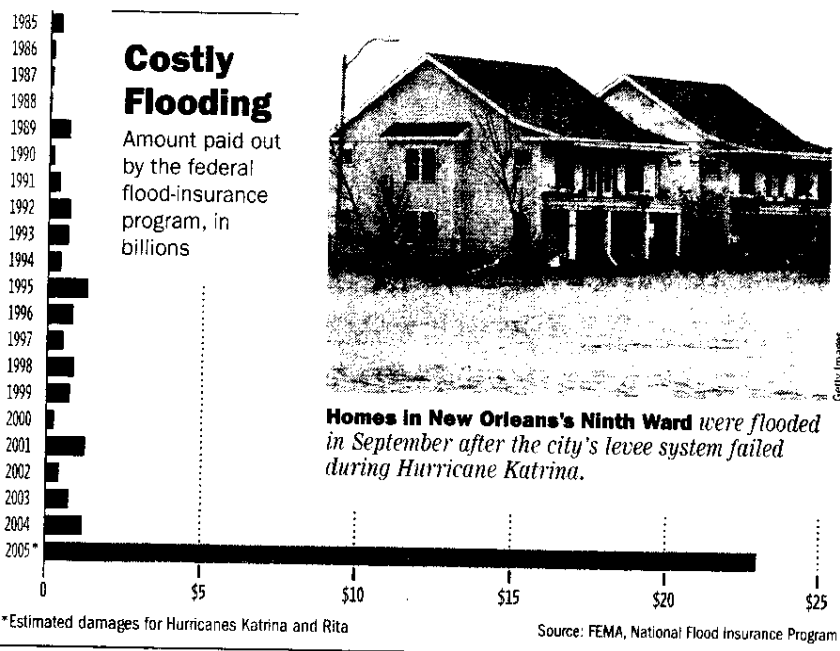 Costly
Flooding
Amount paid out
by the federal
flood-insurance
program, in
billions
1985
1986
1987
1988
1989
1990
1991
1992
1993
1994
1995
1996
1997
1998
1999
2000
2001
2002
2003
2004
2005*
0 $5 $10 $15 $20 $25
Getty Images
Homes in New Orleans's Ninth Ward were flooded
in September after the city's levee system failed
during Hurricane Katrina.
*Estimated damages for Hurricanes Katrina and Rita
Source: FEMA, National Flood Insurance Program